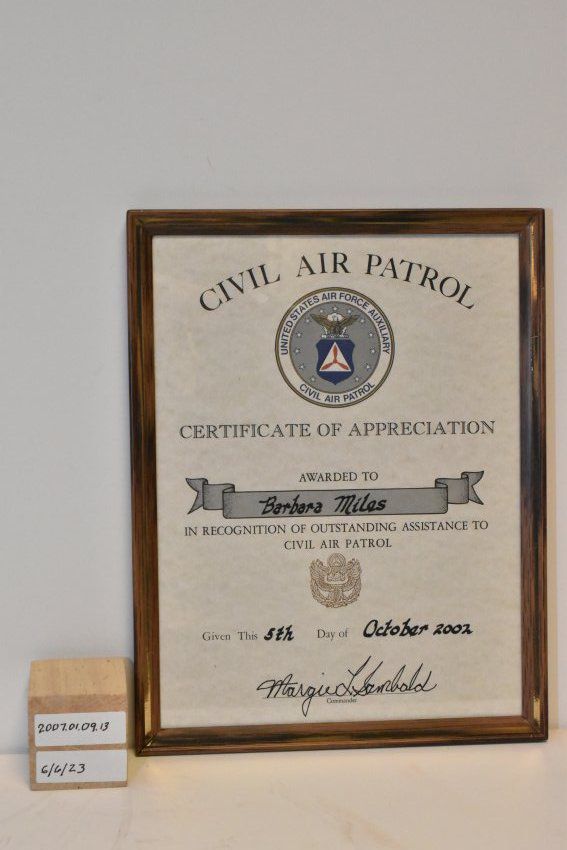 CIVIL AIR PATROL
UNITED STATES AIR FORCE AUXILIARY
CIVIL AIR PATROL
CERTIFICATE OF APPRECIATION
AWARDED TO
Barbara Miles
IN RECOGNITION OF OUTSTANDING ASSISTANCE TO
CIVIL AIR PATROL
Given This 5th Day of October 2002
Margie L. Sambold
Commander
2007.01.09.13
6/6/23